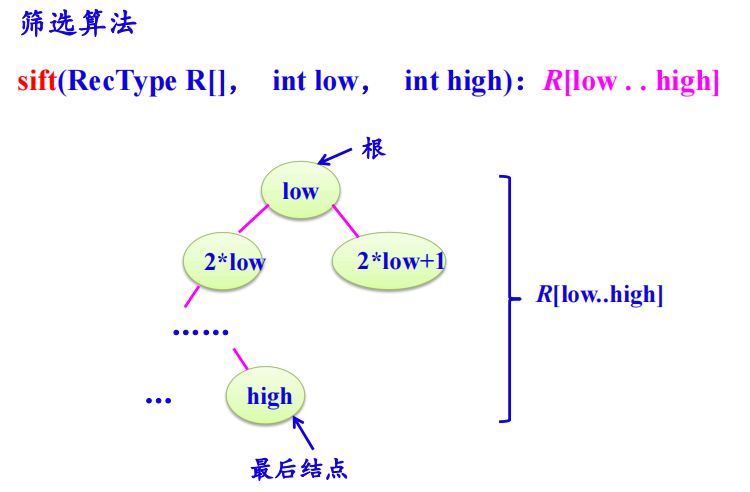 筛选算法
sift(RecType R[], int low, int high): R[low . . high]
根
low
2*low
2*low+1
R[low..high]
……
...
high
最后结点